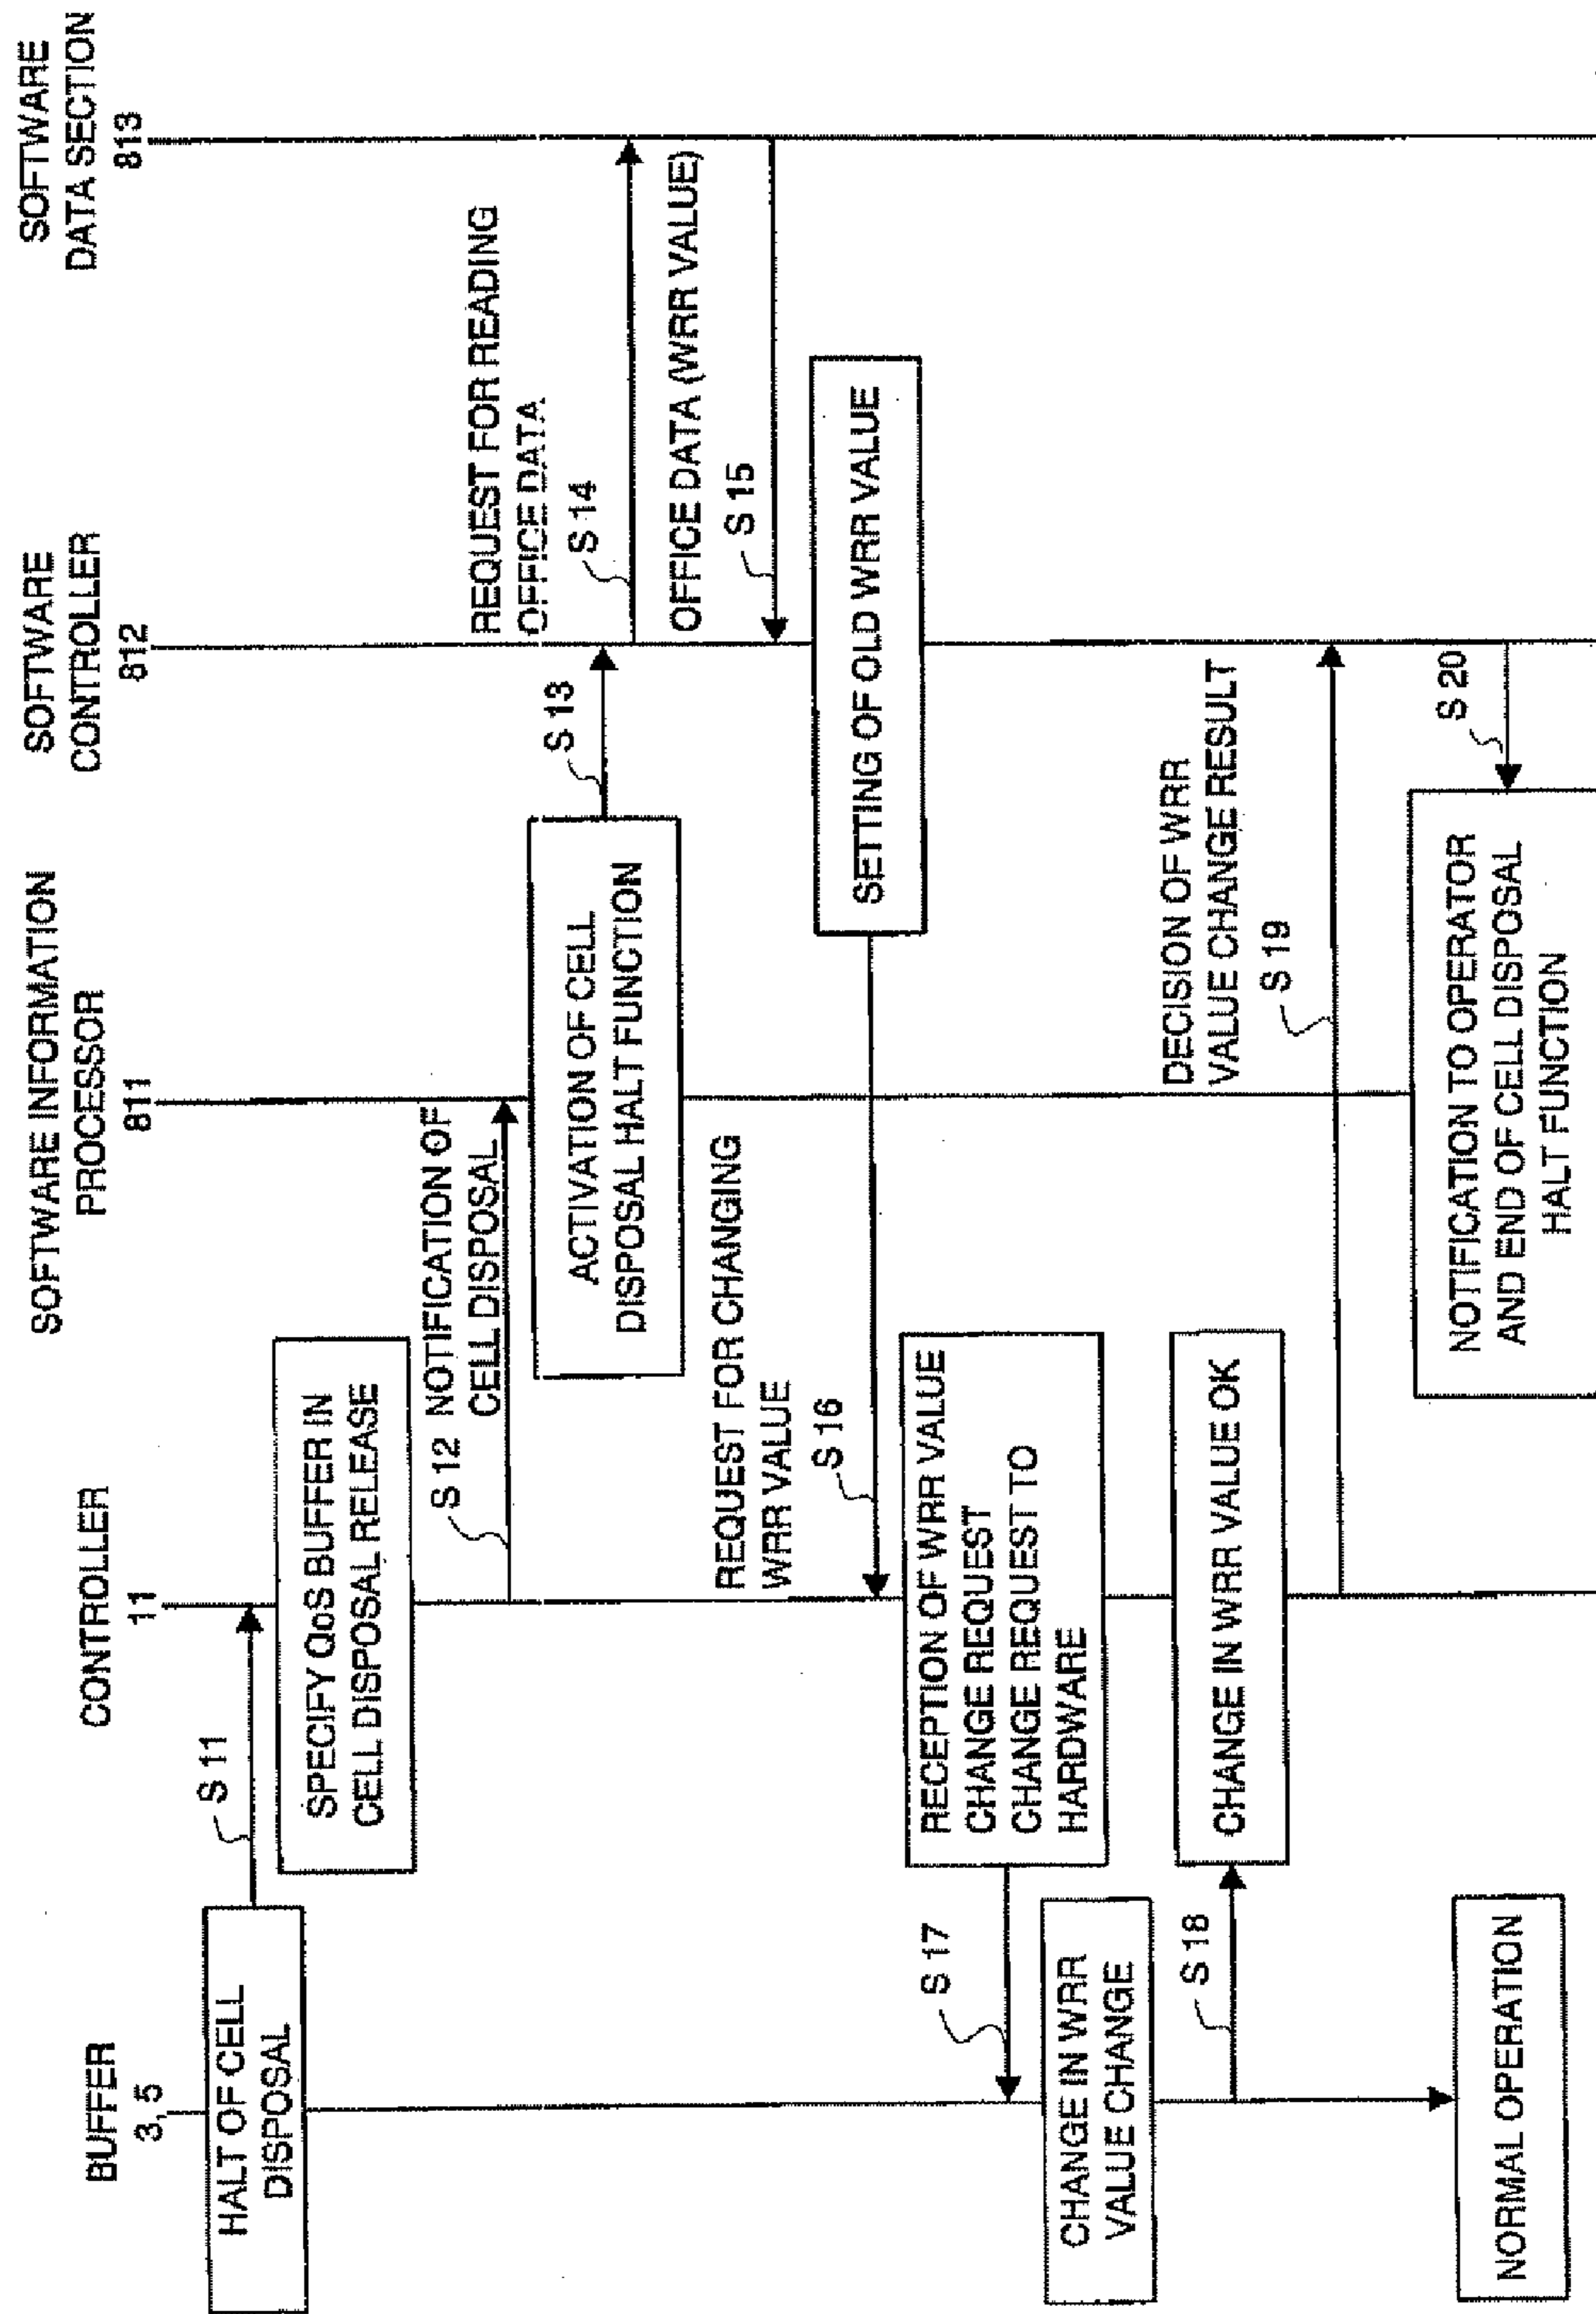 BUFFER
3, 5
CONTROLLER
11
SOFTWARE INFORMATION
PROCESSOR
811
SOFTWARE
CONTROLLER
812
SOFTWARE
DATA SECTION
813
HALT OF CELL
DISPOSAL
S 11
SPECIFY QoS BUFFER IN
CELL DISPOSAL RELEASE
S 12
NOTIFICATION OF
CELL DISPOSAL
ACTIVATION OF CELL
DISPOSAL HALT FUNCTION
S 13
REQUEST FOR READING
OFFICE DATA
S 14
OFFICE DATA (WRR VALUE)
S 15
SETTING OF OLD WRR VALUE
REQUEST FOR CHANGING
WRR VALUE
S 16
RECEPTION OF WRR VALUE
CHANGE REQUEST
CHANGE REQUEST TO
HARDWARE
S 17
CHANGE IN WRR
VALUE CHANGE
S 18
CHANGE IN WRR VALUE OK
DECISION OF WRR
VALUE CHANGE RESULT
S 19
S 20
NOTIFICATION TO OPERATOR
AND END OF CELL DISPOSAL
HALT FUNCTION
NORMAL OPERATION